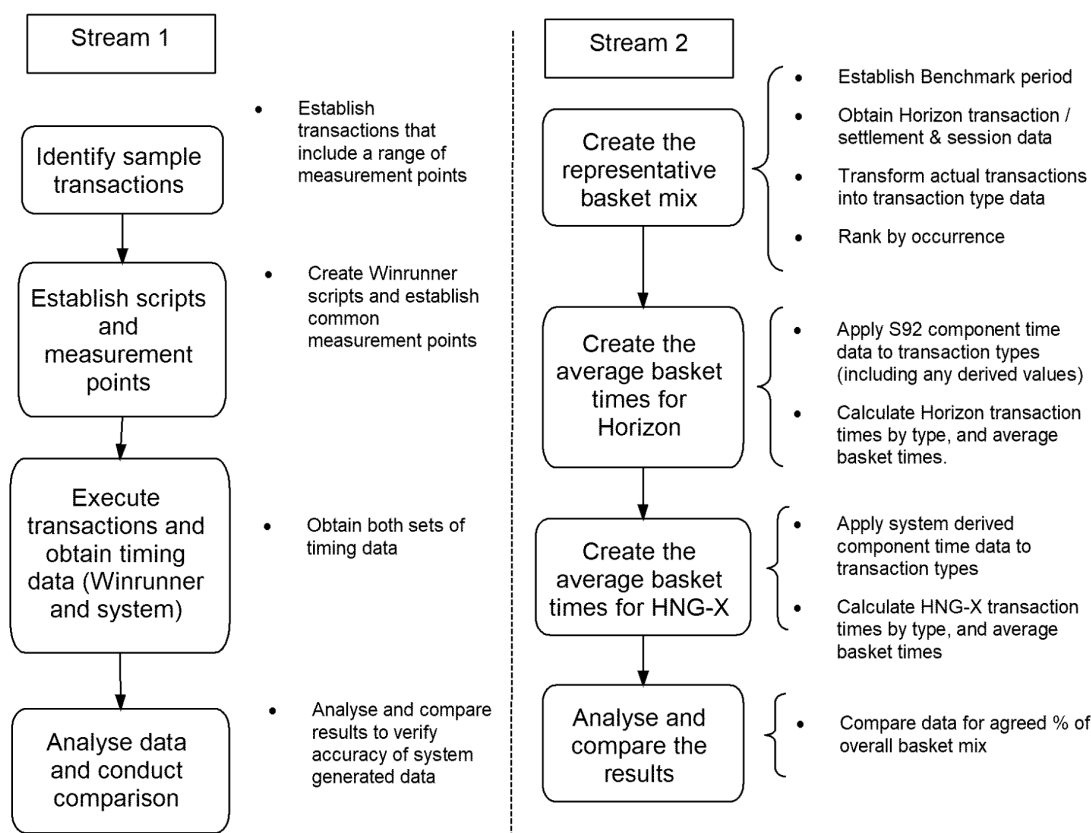 Stream 1
Identify sample
transactions
• Establish
transactions that
include a range of
measurement points
Establish scripts
and
measurement
points
• Create Winrunner
scripts and establish
common
measurement points
Execute
transactions and
obtain timing
data (Winrunner
and system)
• Obtain both sets of
timing data
Analyse data
and conduct
comparison
• Analyse and compare
results to verify
accuracy of system
generated data
Stream 2
Create the
representative
basket mix
• Establish Benchmark period
• Obtain Horizon transaction /
settlement & session data
• Transform actual transactions
into transaction type data
• Rank by occurrence
Create the
average basket
times for
Horizon
• Apply S92 component time
data to transaction types
(including any derived values)
• Calculate Horizon transaction
times by type, and average
basket times.
Create the
average basket
times for HNG-X
• Apply system derived
component time data to
transaction types
• Calculate HNG-X transaction
times by type, and average
basket times
Analyse and
compare the
results
• Compare data for agreed % of
overall basket mix